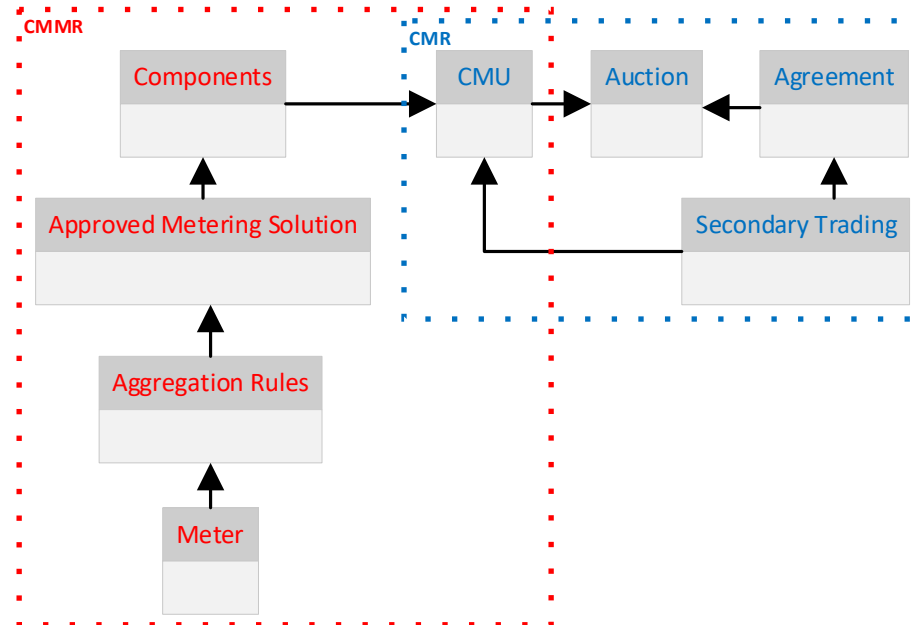 CMMR
CMR
Components
CMU
Auction
Agreement
Approved Metering Solution
Secondary Trading
Aggregation Rules
Meter